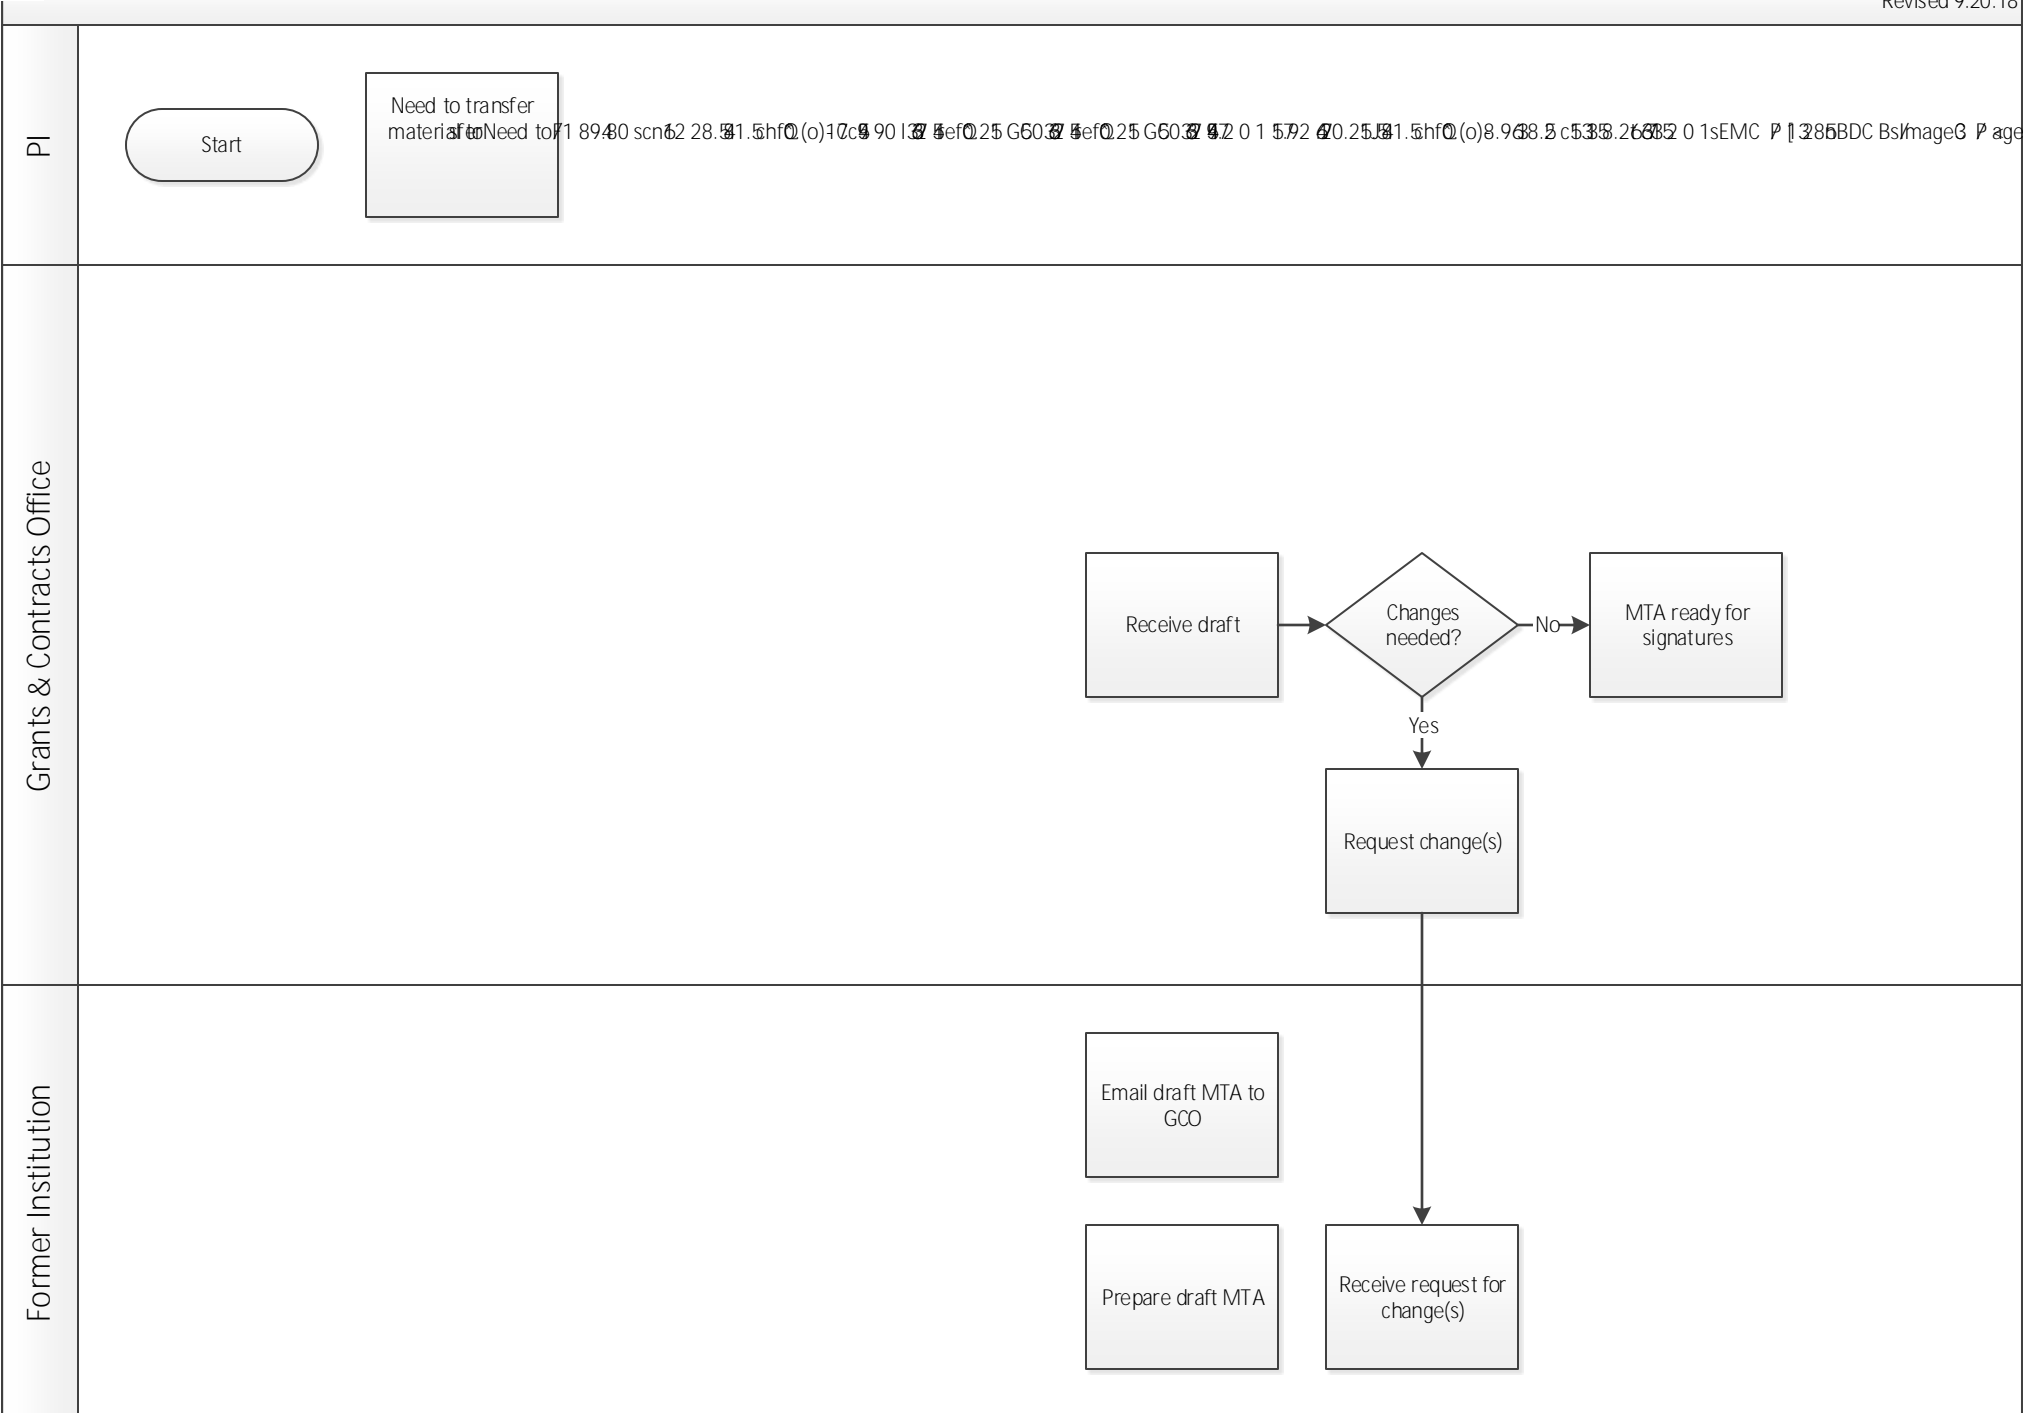 Revised 9.20.18
PI
Start
Need to transfer
Grants & Contracts Office
Receive draft
Changes
needed?
No
MTA ready for
signatures
Yes
Request change(s)
Former Institution
Email draft MTA to
GCO
Prepare draft MTA
Receive request for
change(s)